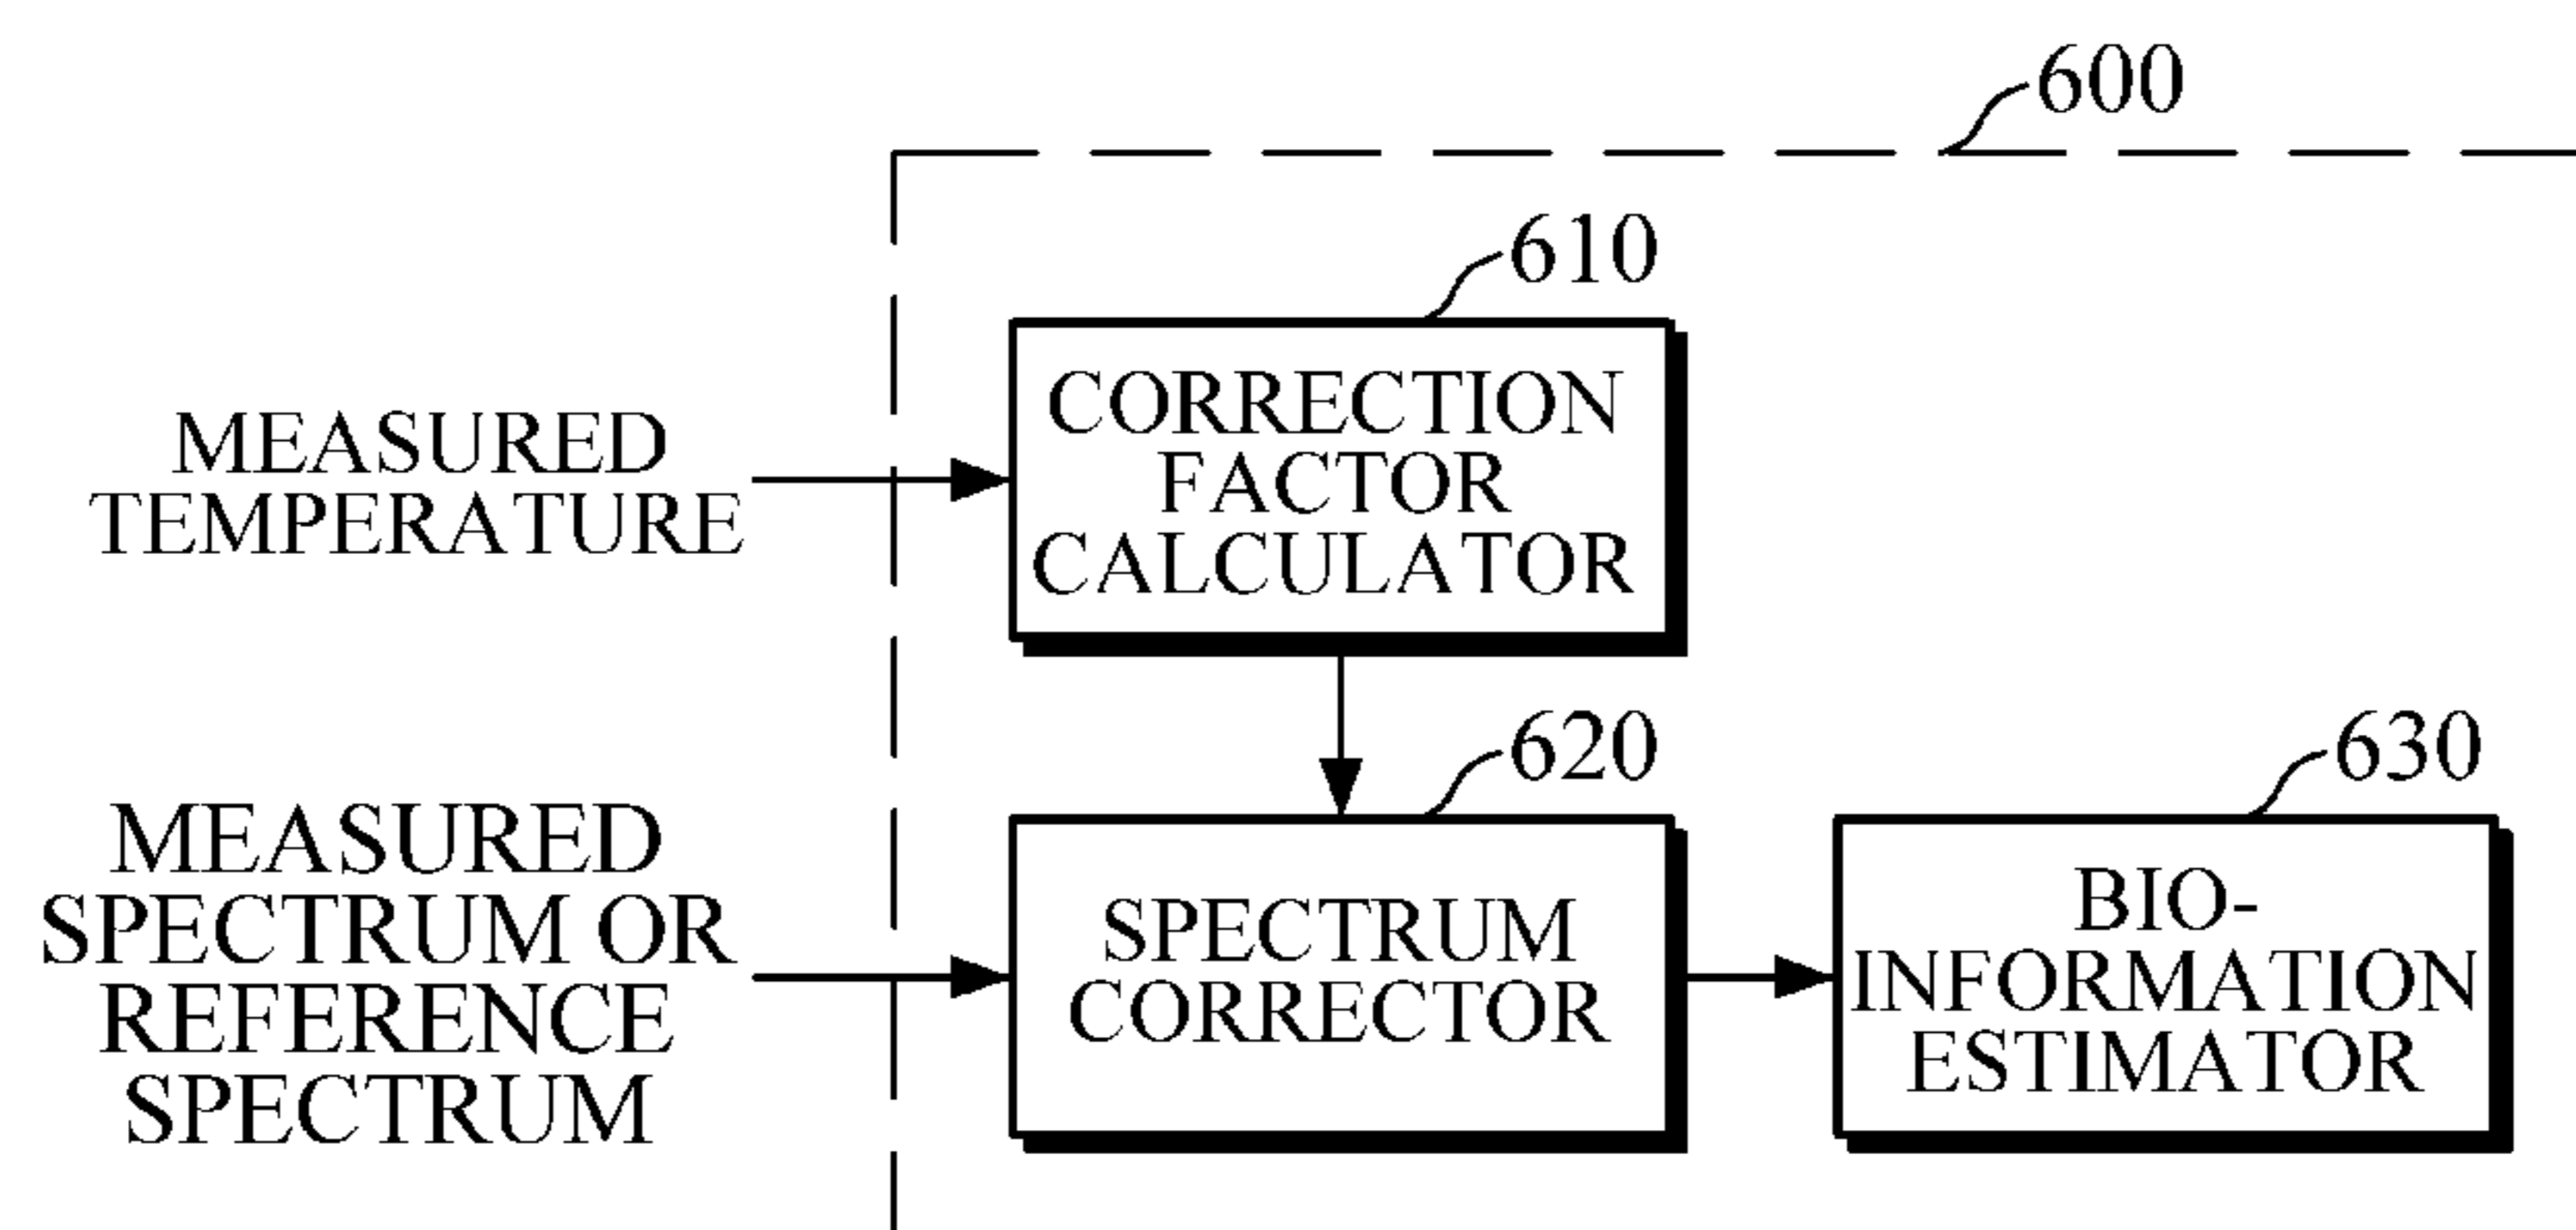 600
610
CORRECTION
FACTOR
CALCULATOR
MEASURED
TEMPERATURE
620
630
MEASURED
SPECTRUM OR
REFERENCE
SPECTRUM
SPECTRUM
CORRECTOR
BIO-
INFORMATION
ESTIMATOR